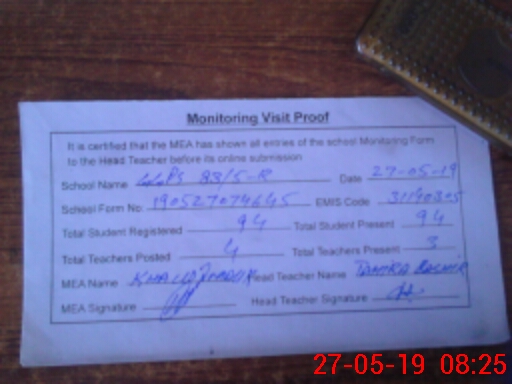 Monitoring Visit Proof
It is certified that the MEA has shown all entries of the school Monitoring Form
to the Head Teacher before its online submission
School Name GGPS 83/5-R Date 27-05-19
School Form No: 190527074645 EMIS Code 31190305
Total Student Registered 94 Total Student Present 94
Total Teachers Posted 4 Total Teachers Present 3
MEA Name KHALID Head Teacher Name
MEA Signature Head Teacher Signature
27-05-19 08:25